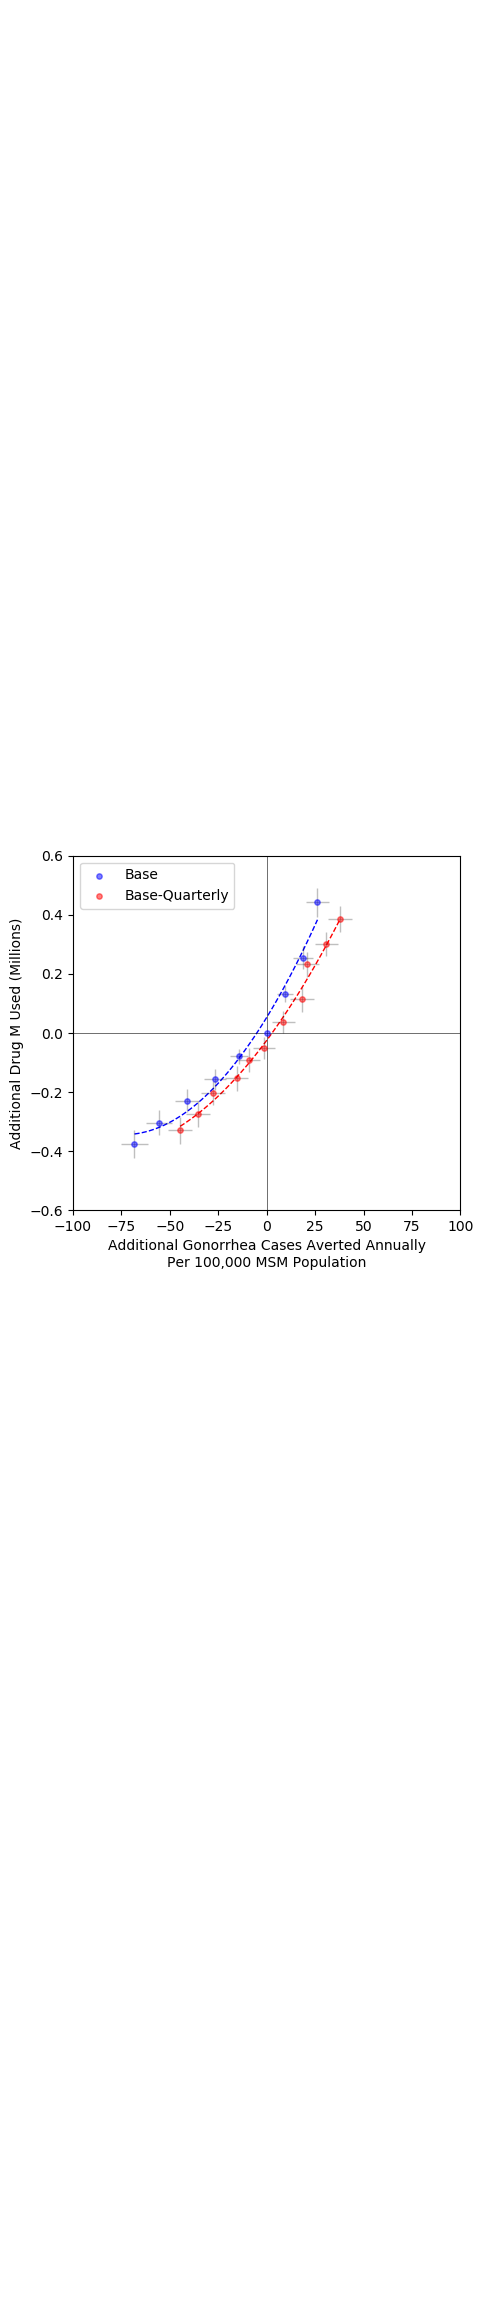 0.6
0.4
0.2
0.0
−0.2
−0.4
−0.6
Additional Drug M Used (Millions)
Base
Base-Quarterly
−100 −75 −50 −25 0 25 50 75 100
Additional Gonorrhea Cases Averted Annually
Per 100,000 MSM Population